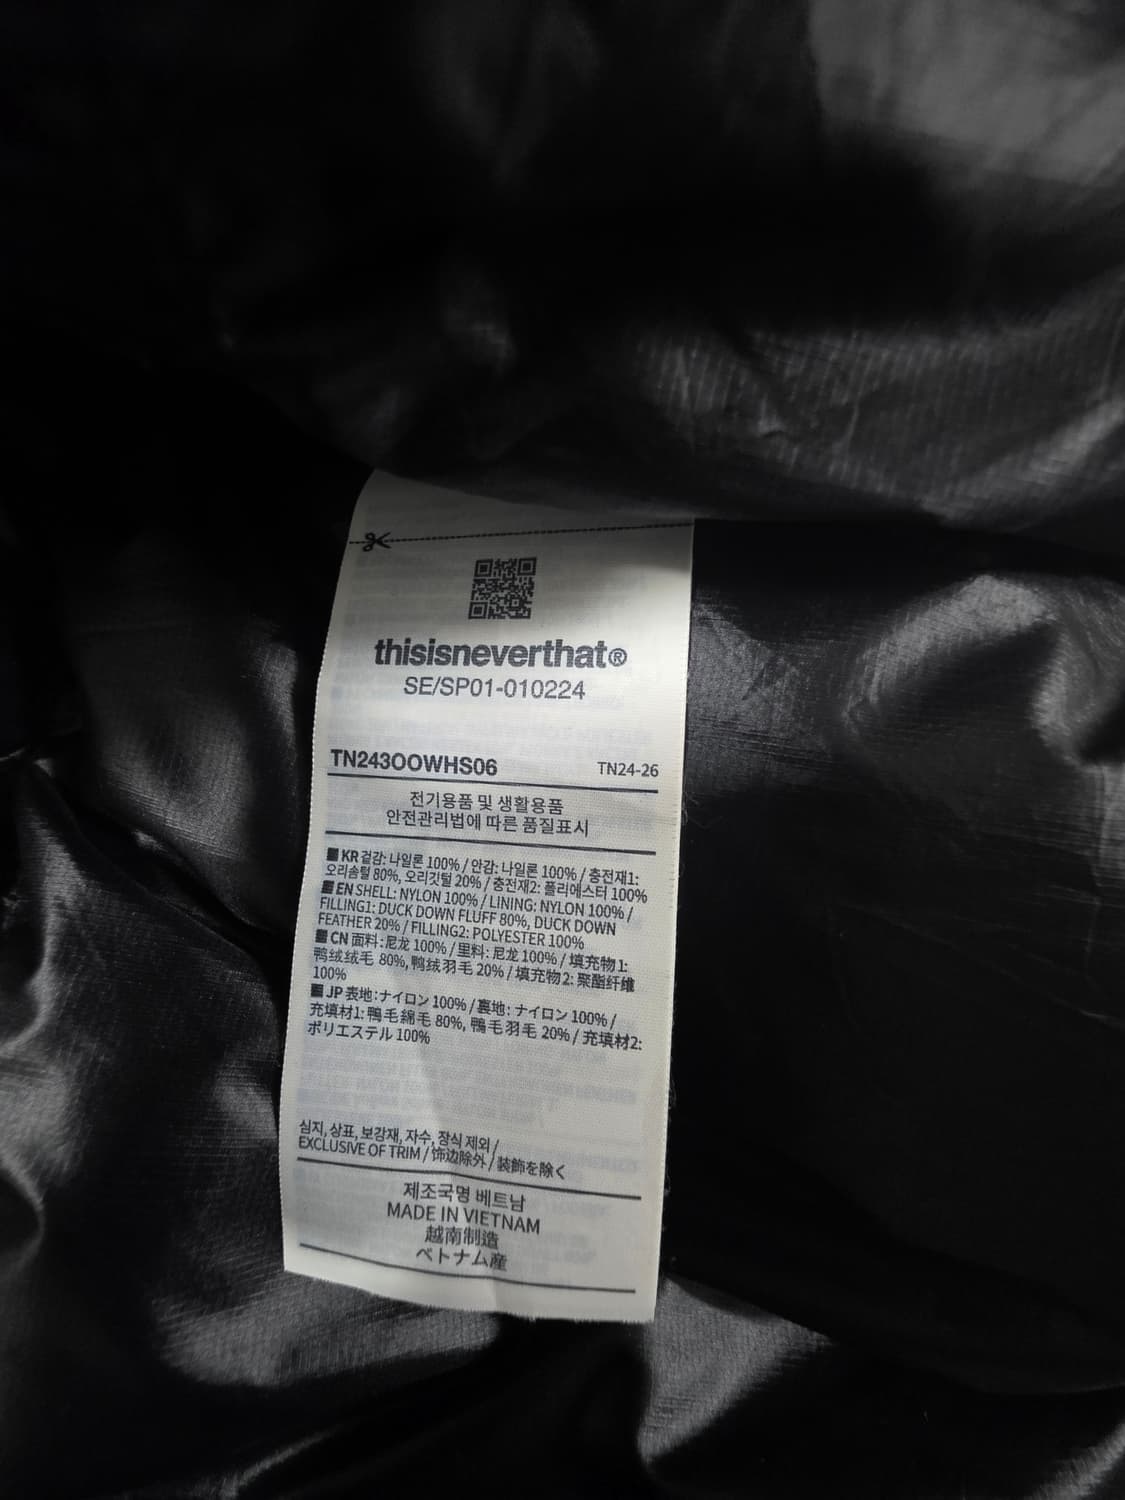 thisisneverthat®
SE/SP01-010224
TN243OOWHS06 TN24-26
전기용품 및 생활용품
안전관리법에 따른 품질표시
■ KR 겉감: 나일론 100% / 안감: 나일론 100% / 충전재1:
오리솜털 80%, 오리깃털 20% / 충전재2: 폴리에스터 100%
■ EN SHELL: NYLON 100% / LINING: NYLON 100% /
FILLING1: DUCK DOWN FLUFF 80%, DUCK DOWN
FEATHER 20% / FILLING2: POLYESTER 100%
■ CN 面料: 尼龙 100% / 里料: 尼龙 100% / 填充物1:
鸭绒绒毛 80%, 鸭绒羽毛 20% / 填充物2: 聚酯纤维
100%
■ JP 表地: ナイロン 100% / 裏地: ナイロン 100% /
充填材1: 鴨毛綿毛 80%, 鴨毛羽毛 20% / 充填材2:
ポリエステル 100%
심지, 상표, 보강재, 자수, 장식 제외 /
EXCLUSIVE OF TRIM / 饰边除外 / 装飾を除く
제조국명 베트남
MADE IN VIETNAM
越南制造
ベトナム産